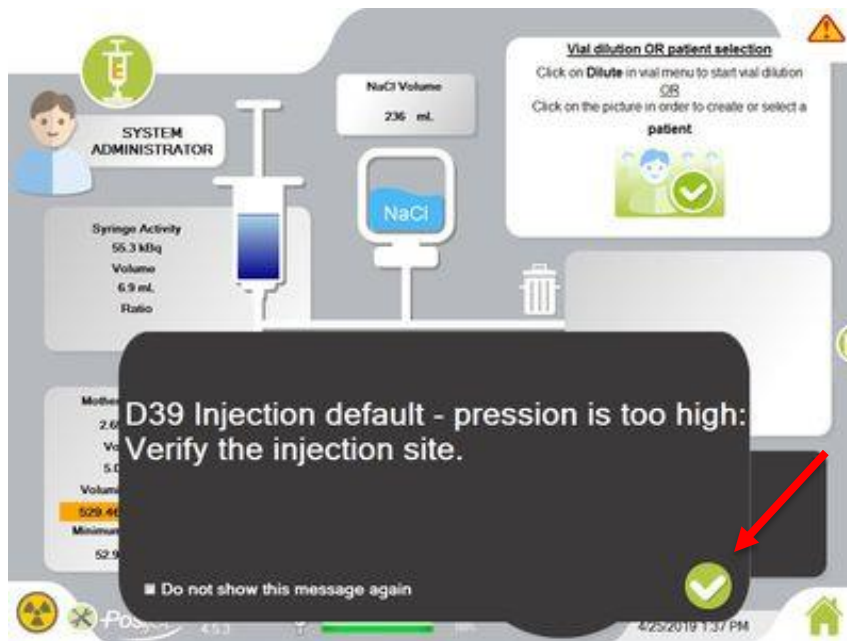 E
SYSTEM
ADMINISTRATOR
NaCl Volume
236 mL
Vial dilution OR patient selection
Click on Dilute in vial menu to start vial dilution
OR
Click on the picture in order to create or select a
patient
NaCl
Syringe Activity
55.3 kBq
Volume
6.9 mL
Ratio
D39 Injection default - pression is too high:
Verify the injection site.
Do not show this message again
4.5.3
4/25/2019 1:37 PM